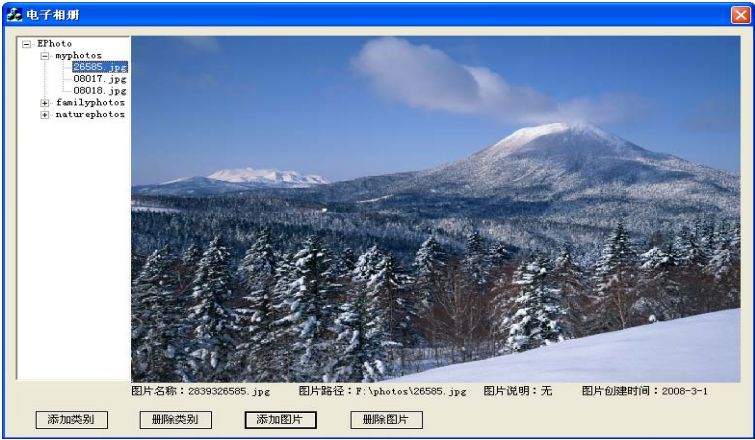 电子相册
EPhoto
myphotos
26585.jpg
08017.jpg
08018.jpg
familyphotos
naturephotos
图片名称：2839326585.jpg 图片路径：F:\photos\26585.jpg 图片说明：无 图片创建时间：2008-3-1
添加类别 删除类别 添加图片 删除图片